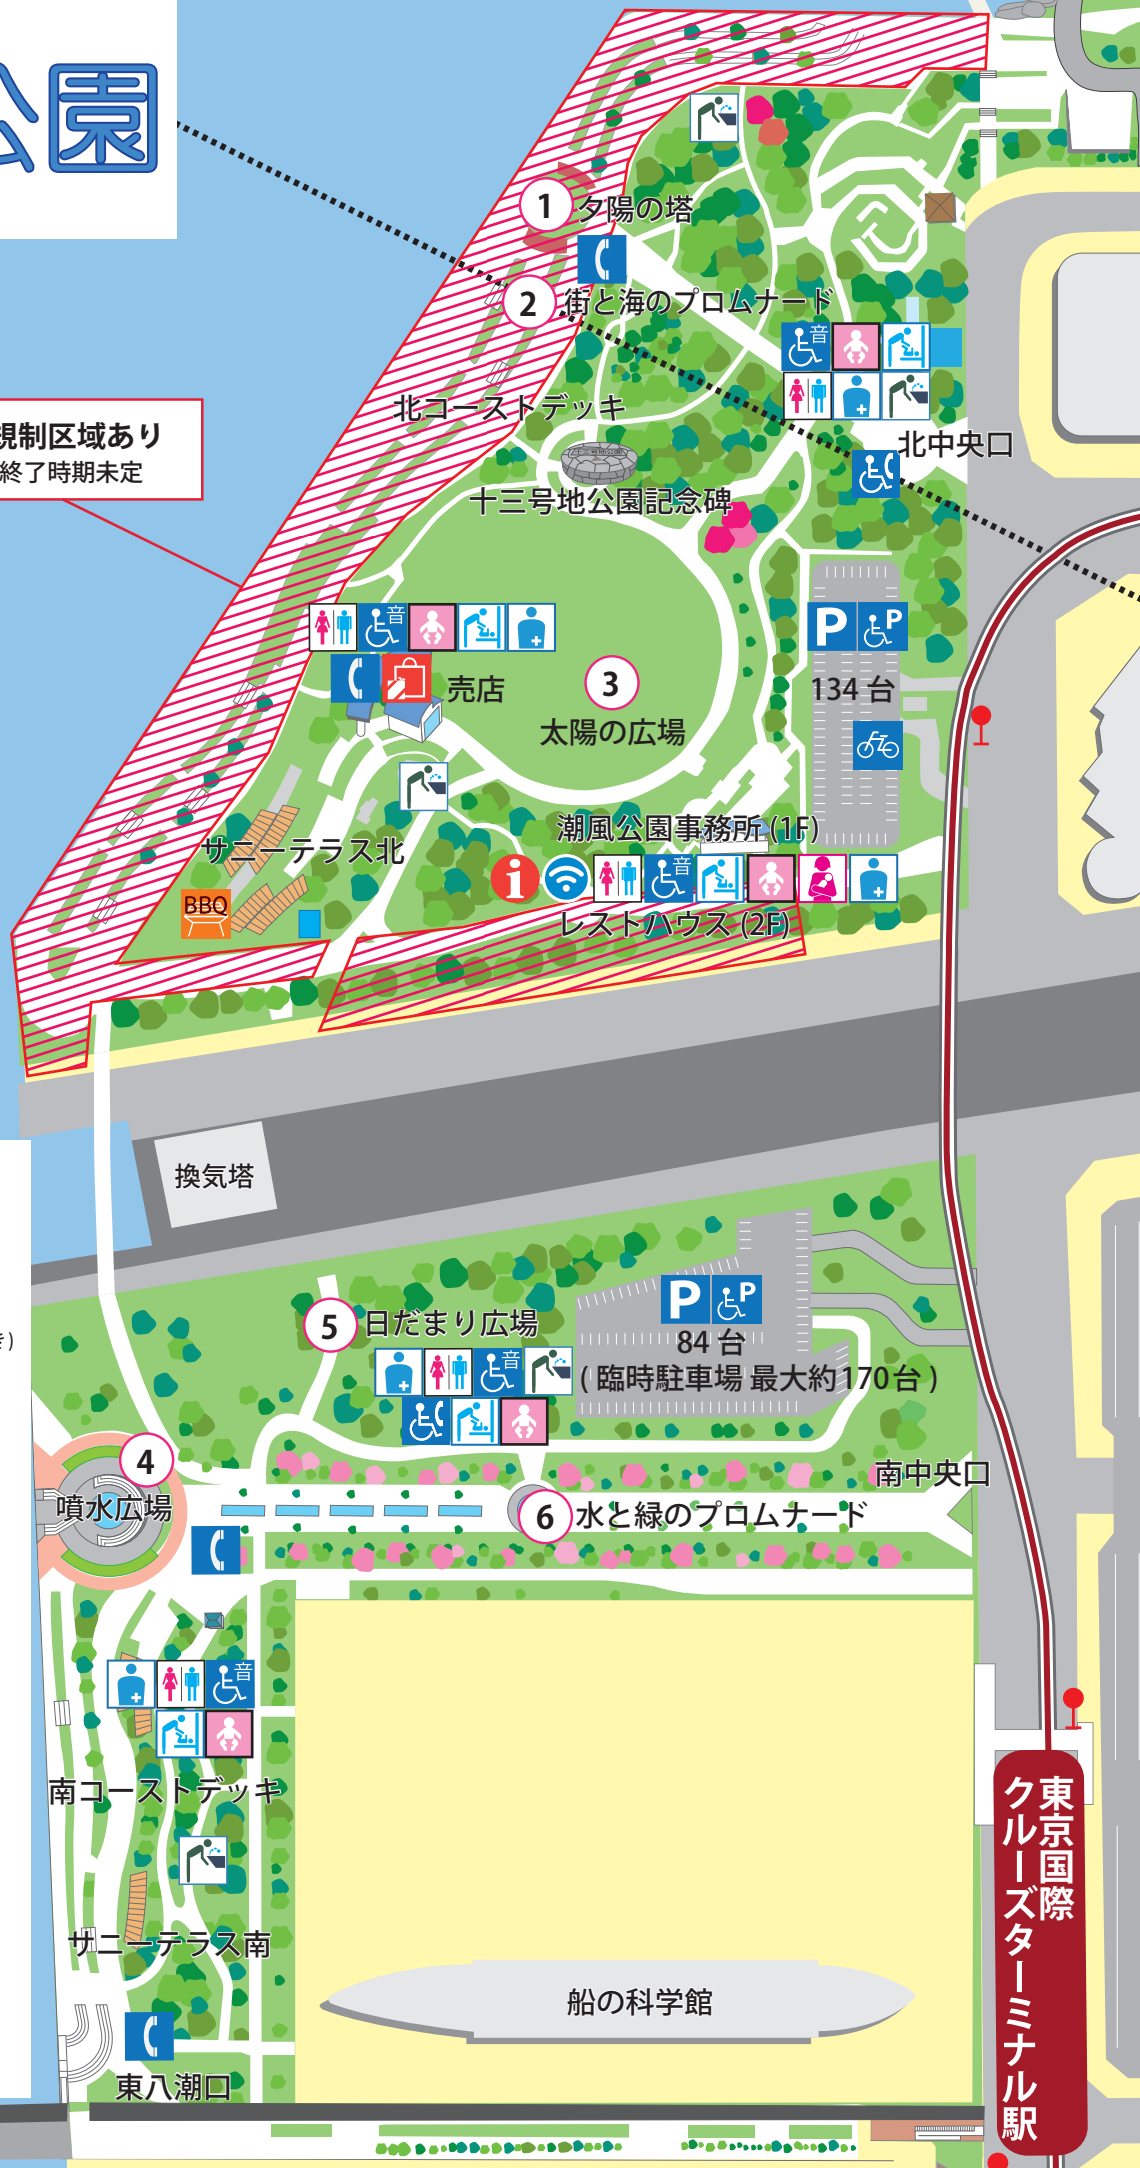 公園
1 夕陽の塔
2 街と海のプロムナード
音
北コーストデッキ
規制区域あり
終了時期未定
北中央口
十三号地公園記念碑
音
P P
売店
3
134 台
太陽の広場
潮風公園事務所 (1F)
サニーテラス北
i
音
BBQ
レストハウス (2F)
換気塔
P P
5 日だまり広場
84 台
音
( 臨時駐車場 最大約 170台 )
4
噴水広場
南中央口
6 水と緑のプロムナード
音
南コーストデッキ
東京国際
クルーズターミナル駅
サニーテラス南
船の科学館
東八潮口